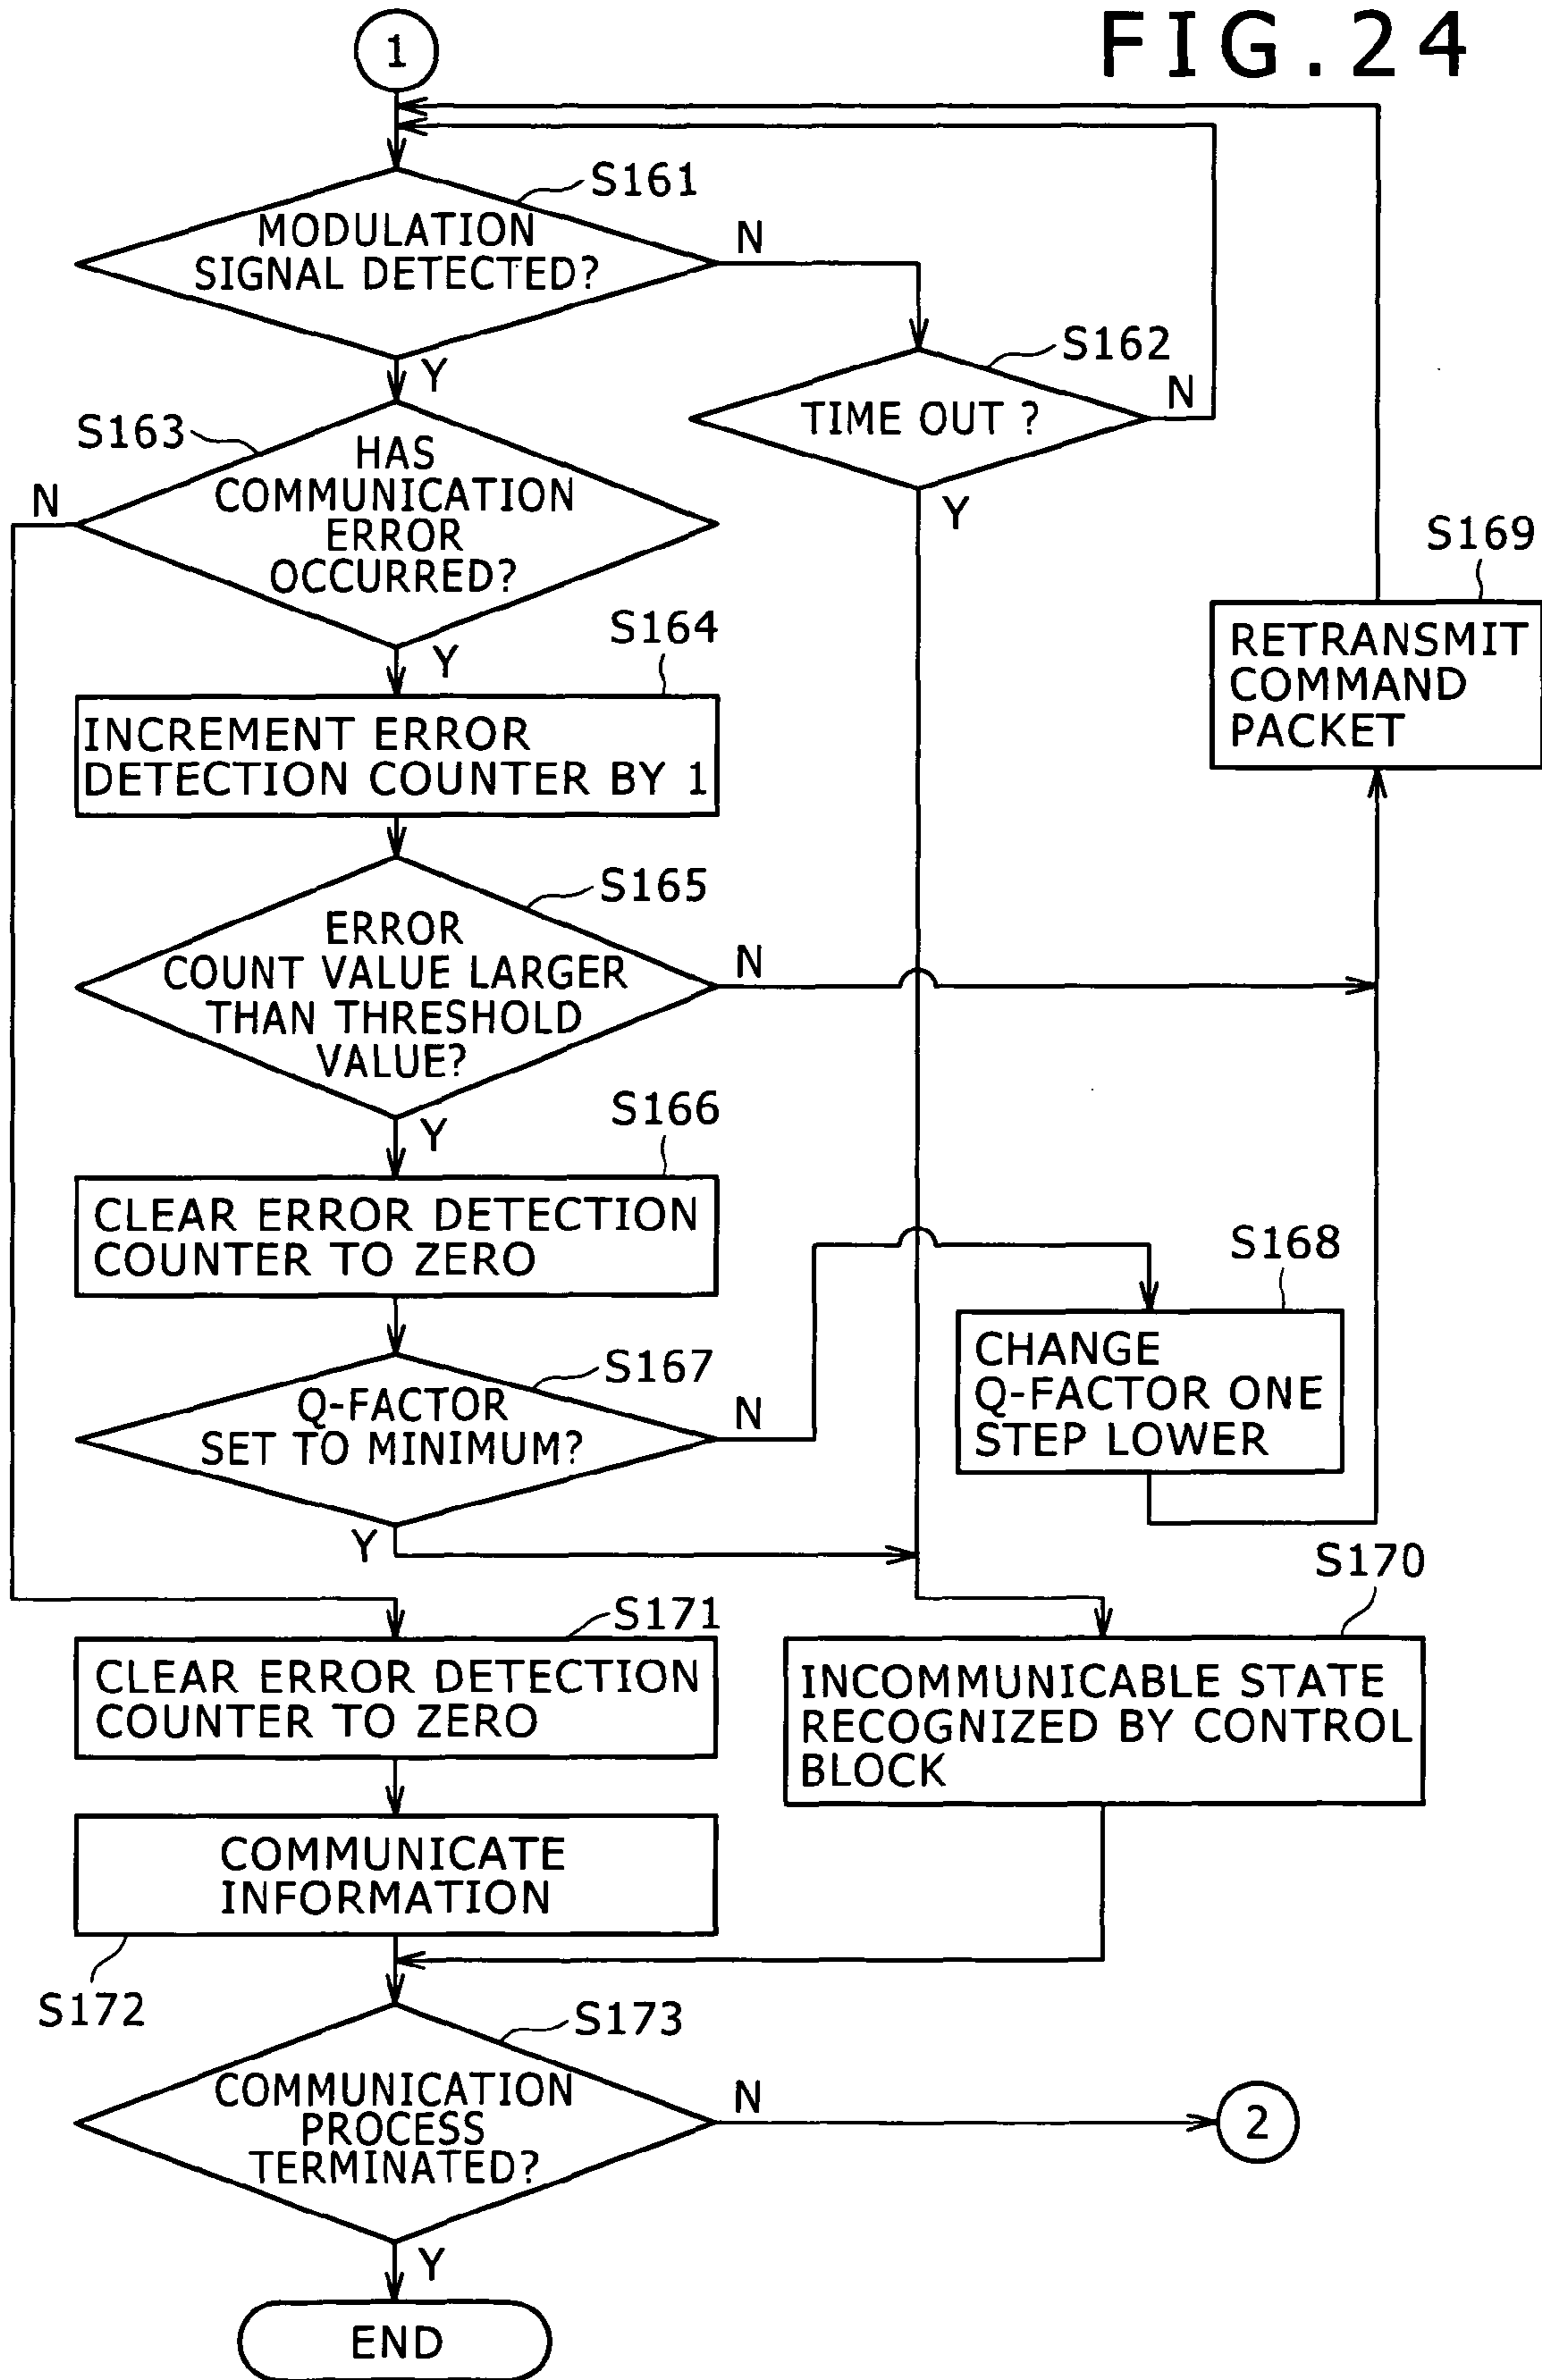 FIG.24
1
S161
MODULATION
SIGNAL DETECTED?
N
Y
S162
TIME OUT ?
N
Y
S163
HAS
COMMUNICATION
ERROR
OCCURRED?
N
Y
S164
INCREMENT ERROR
DETECTION COUNTER BY 1
S169
RETRANSMIT
COMMAND
PACKET
S165
ERROR
COUNT VALUE LARGER
THAN THRESHOLD
VALUE?
N
Y
S166
CLEAR ERROR DETECTION
COUNTER TO ZERO
S167
Q-FACTOR
SET TO MINIMUM?
N
Y
S168
CHANGE
Q-FACTOR ONE
STEP LOWER
S170
INCOMMUNICABLE STATE
RECOGNIZED BY CONTROL
BLOCK
S171
CLEAR ERROR DETECTION
COUNTER TO ZERO
COMMUNICATE
INFORMATION
S172
S173
COMMUNICATION
PROCESS
TERMINATED?
N
2
Y
END